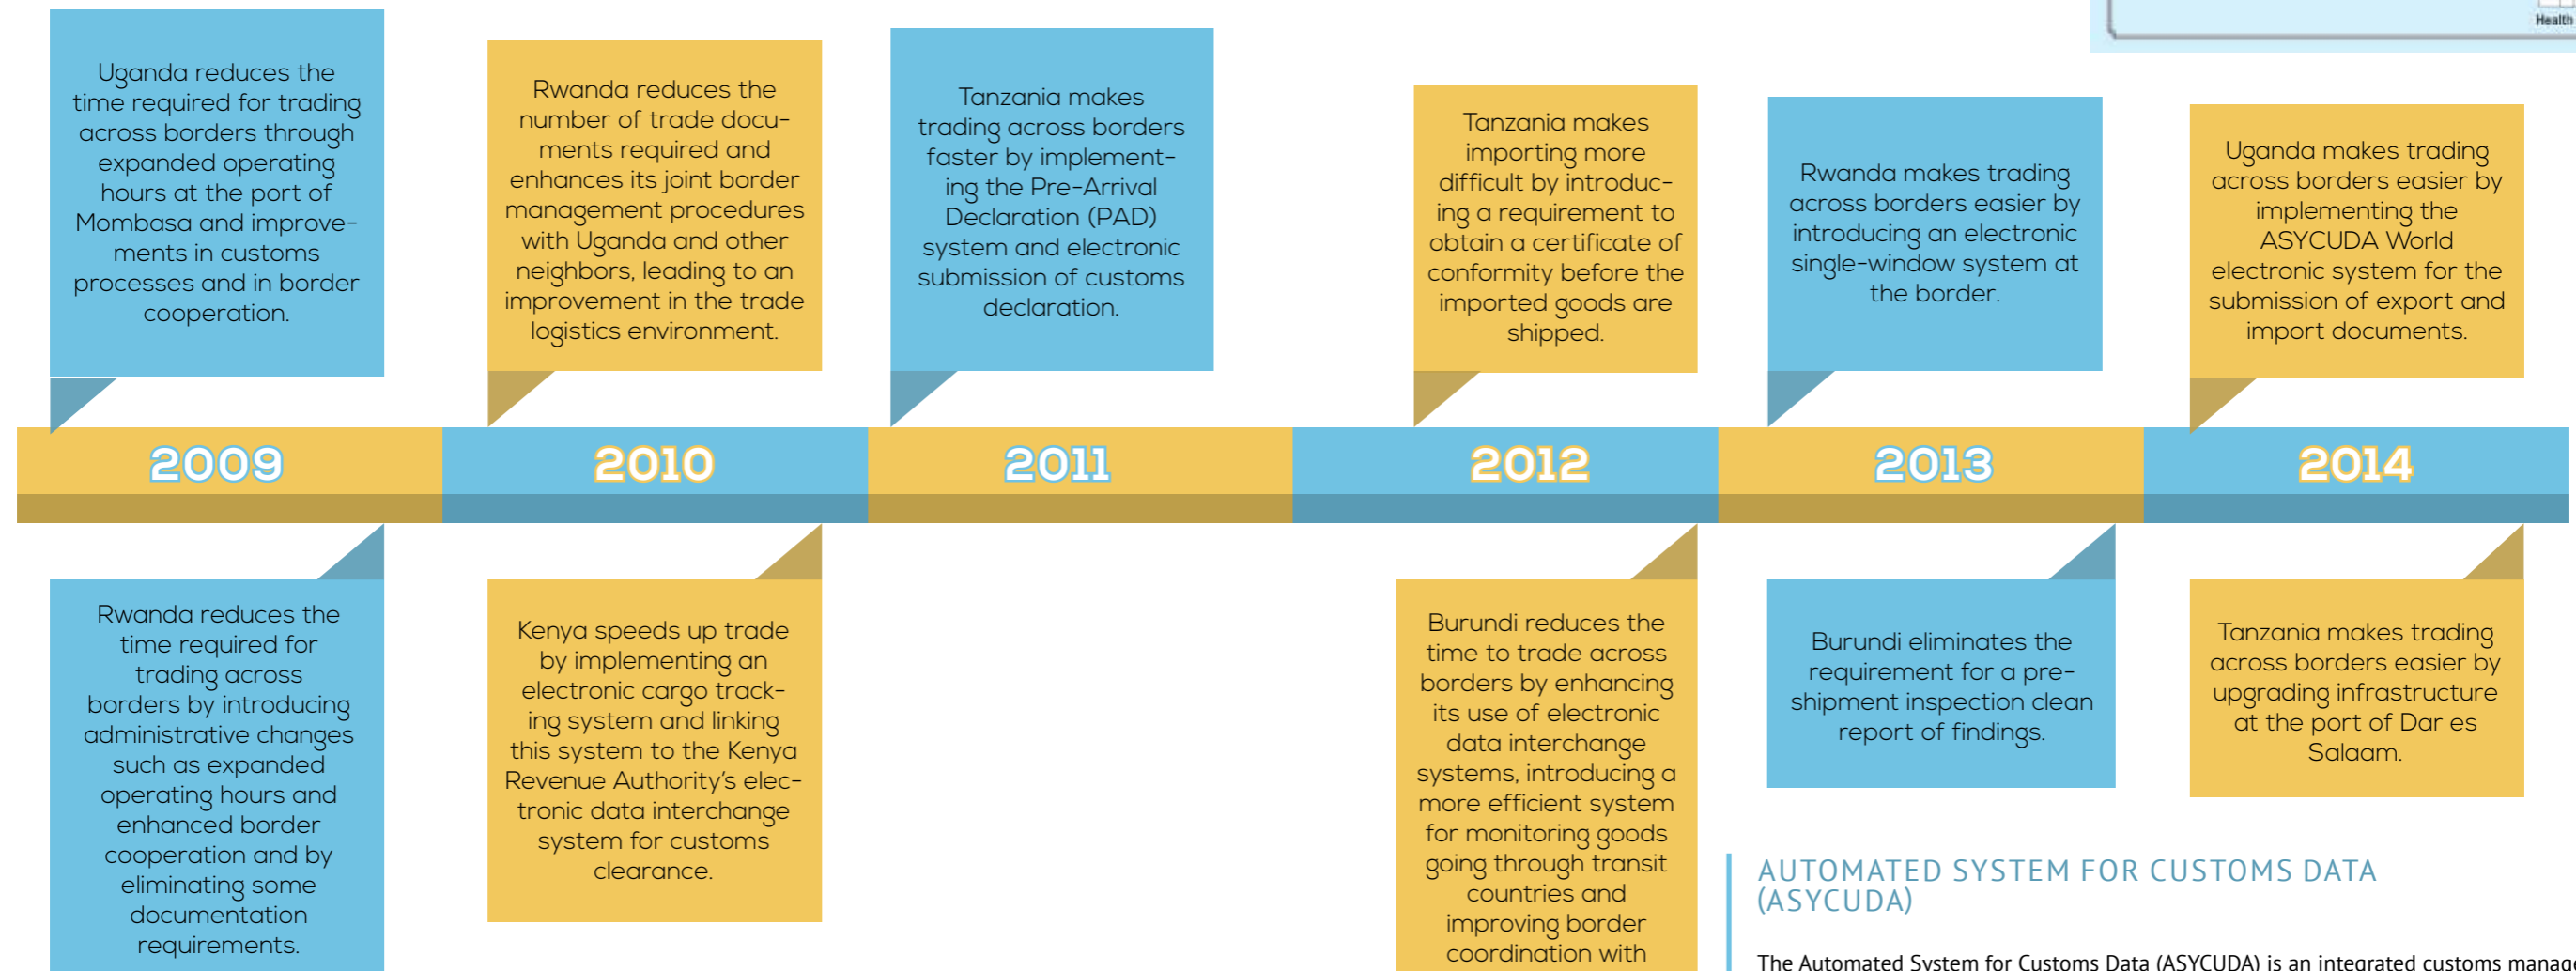 Health
Uganda reduces the
time required for trading
across borders through
expanded operating
hours at the port of
Mombasa and improve-
ments in customs
processes and in border
cooperation.
Rwanda reduces the
number of trade docu-
ments required and
enhances its joint border
management procedures
with Uganda and other
neighbors, leading to an
improvement in the trade
logistics environment.
Tanzania makes
trading across borders
faster by implement-
ing the Pre-Arrival
Declaration (PAD)
system and electronic
submission of customs
declaration.
Tanzania makes
importing more
difficult by introduc-
ing a requirement to
obtain a certificate of
conformity before the
imported goods are
shipped.
Rwanda makes trading
across borders easier by
introducing an electronic
single-window system at
the border.
Uganda makes trading
across borders easier by
implementing the
ASYCUDA World
electronic system for the
submission of export and
import documents.
2009
2010
2011
2012
2013
2014
Rwanda reduces the
time required for
trading across
borders by introducing
administrative changes
such as expanded
operating hours and
enhanced border
cooperation and by
eliminating some
documentation
requirements.
Kenya speeds up trade
by implementing an
electronic cargo track-
ing system and linking
this system to the Kenya
Revenue Authority's elec-
tronic data interchange
system for customs
clearance.
Burundi reduces the
time to trade across
borders by enhancing
its use of electronic
data interchange
systems, introducing a
more efficient system
for monitoring goods
going through transit
countries and
improving border
coordination with
Burundi eliminates the
requirement for a pre-
shipment inspection clean
report of findings.
Tanzania makes trading
across borders easier by
upgrading infrastructure
at the port of Dar es
Salaam.
AUTOMATED SYSTEM FOR CUSTOMS DATA
(ASYCUDA)
The Automated System for Customs Data (ASYCUDA) is an integrated customs manag